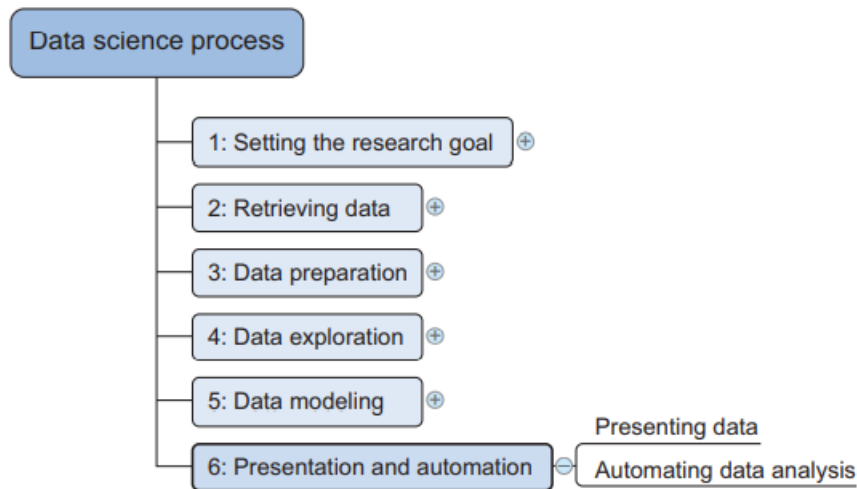 Data science process
1: Setting the research goal
2: Retrieving data
3: Data preparation
4: Data exploration
5: Data modeling
6: Presentation and automation
Presenting data
Automating data analysis